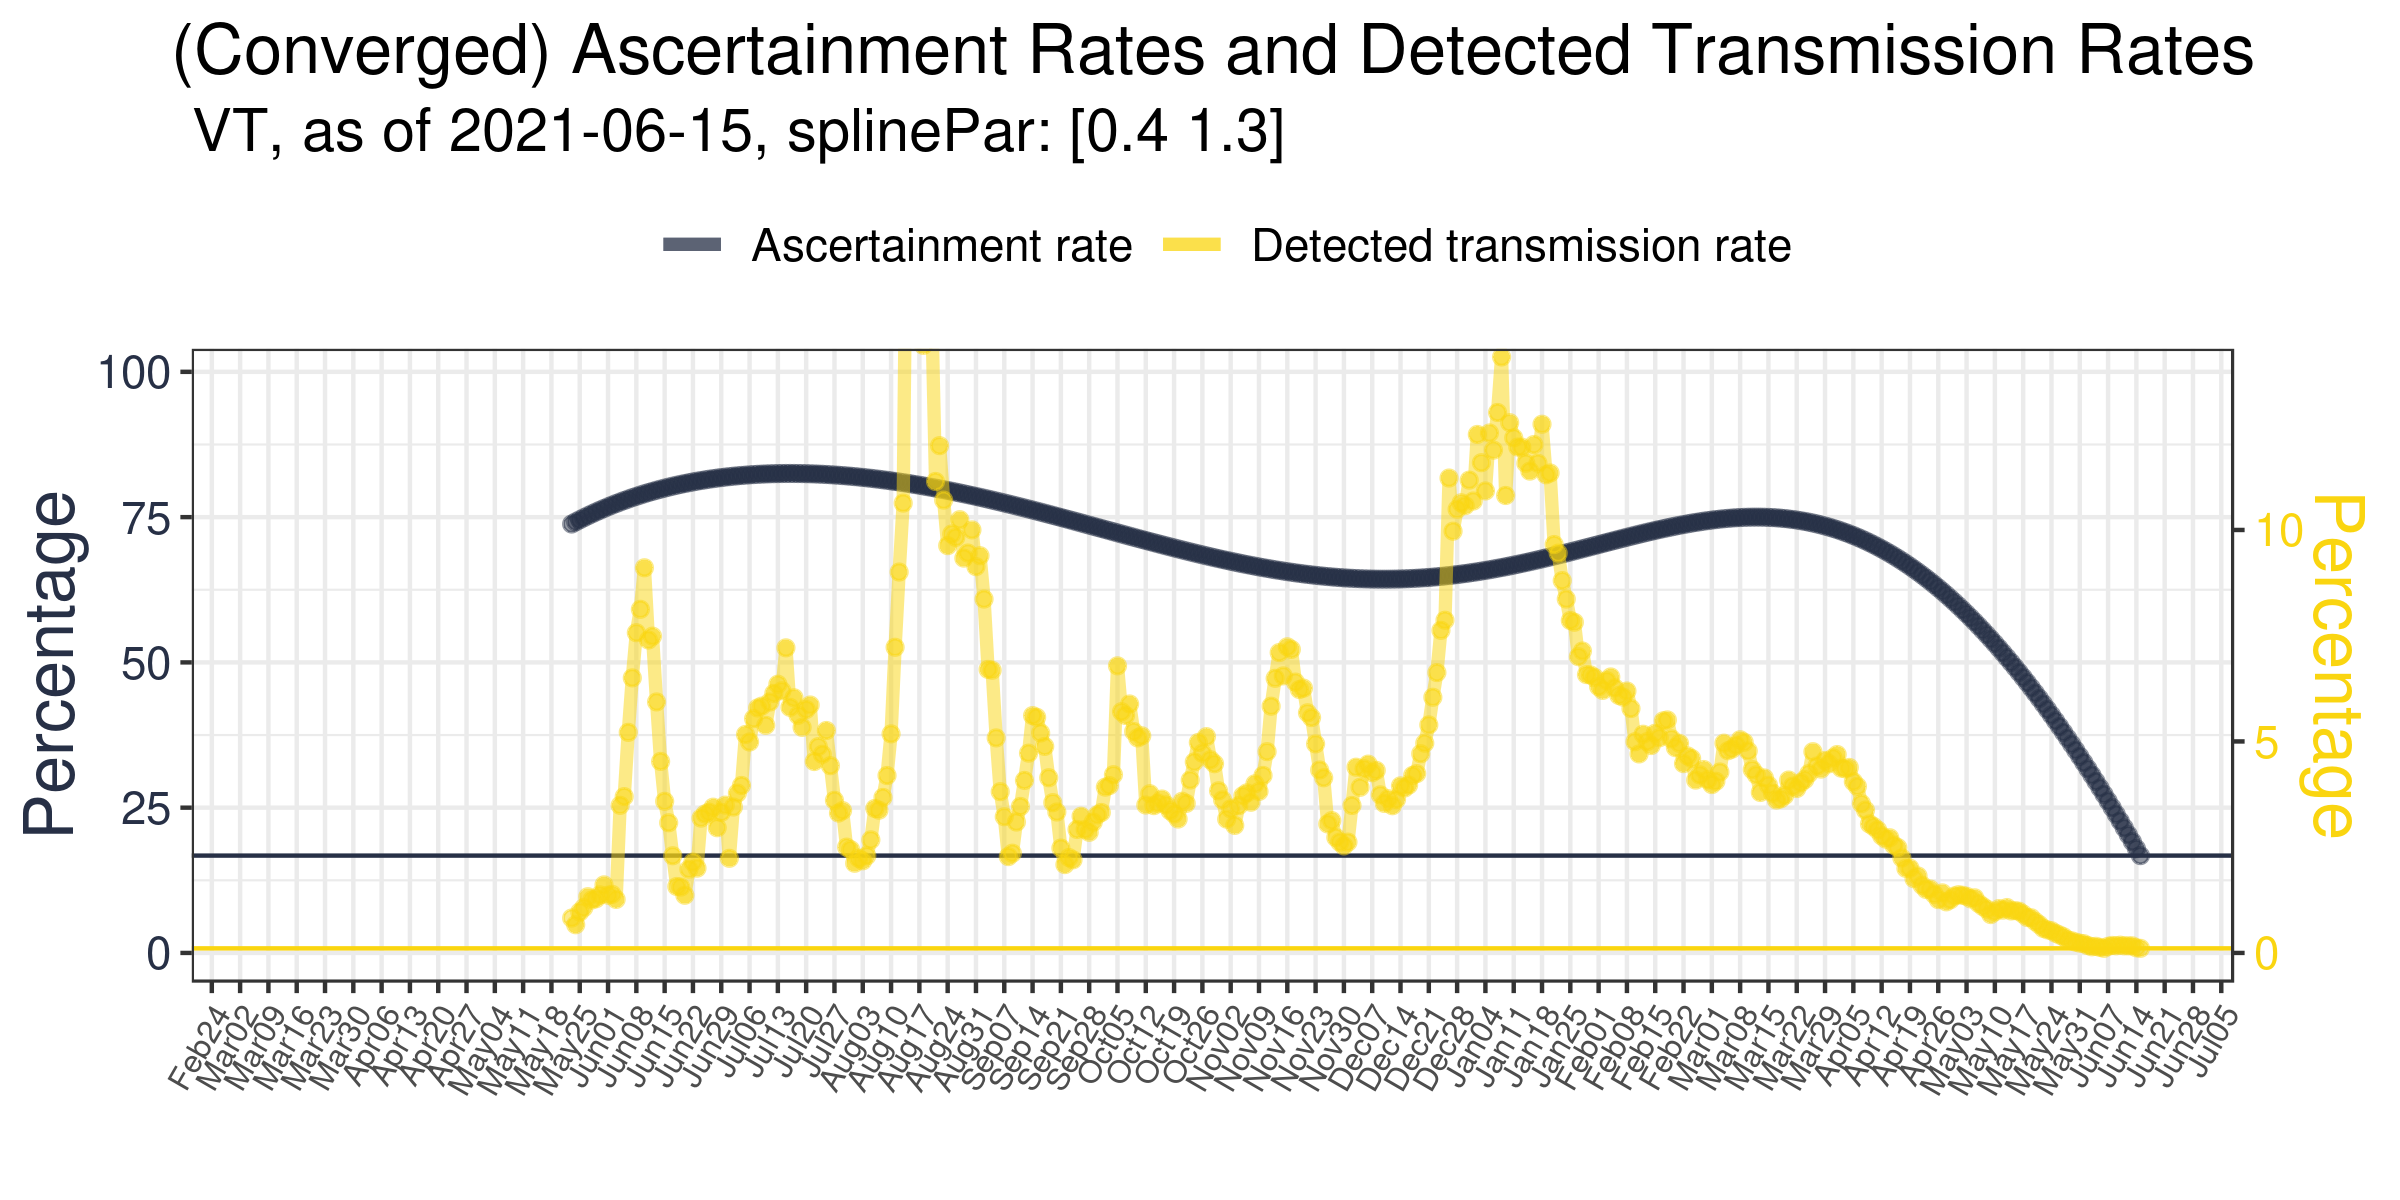 (Converged) Ascertainment Rates and Detected Transmission Rates
VT, as of 2021-06-15, splinePar: [0.4 1.3]
Ascertainment rate
Detected transmission rate
Percentage
100
75
50
25
0
10
5
0
Percentage
Feb24
Mar02
Mar09
Mar16
Mar23
Mar30
Apr06
Apr13
Apr20
Apr27
May04
May11
May18
May25
Jun01
Jun08
Jun15
Jun22
Jun29
Jul06
Jul13
Jul20
Jul27
Aug03
Aug10
Aug17
Aug24
Aug31
Sep07
Sep14
Sep21
Sep28
Oct05
Oct12
Oct19
Oct26
Nov02
Nov09
Nov16
Nov23
Nov30
Dec07
Dec14
Dec21
Dec28
Jan04
Jan11
Jan18
Jan25
Feb01
Feb08
Feb15
Feb22
Mar01
Mar08
Mar15
Mar22
Mar29
Apr05
Apr12
Apr19
Apr26
May03
May10
May17
May24
May31
Jun07
Jun14
Jun21
Jun28
Jul05